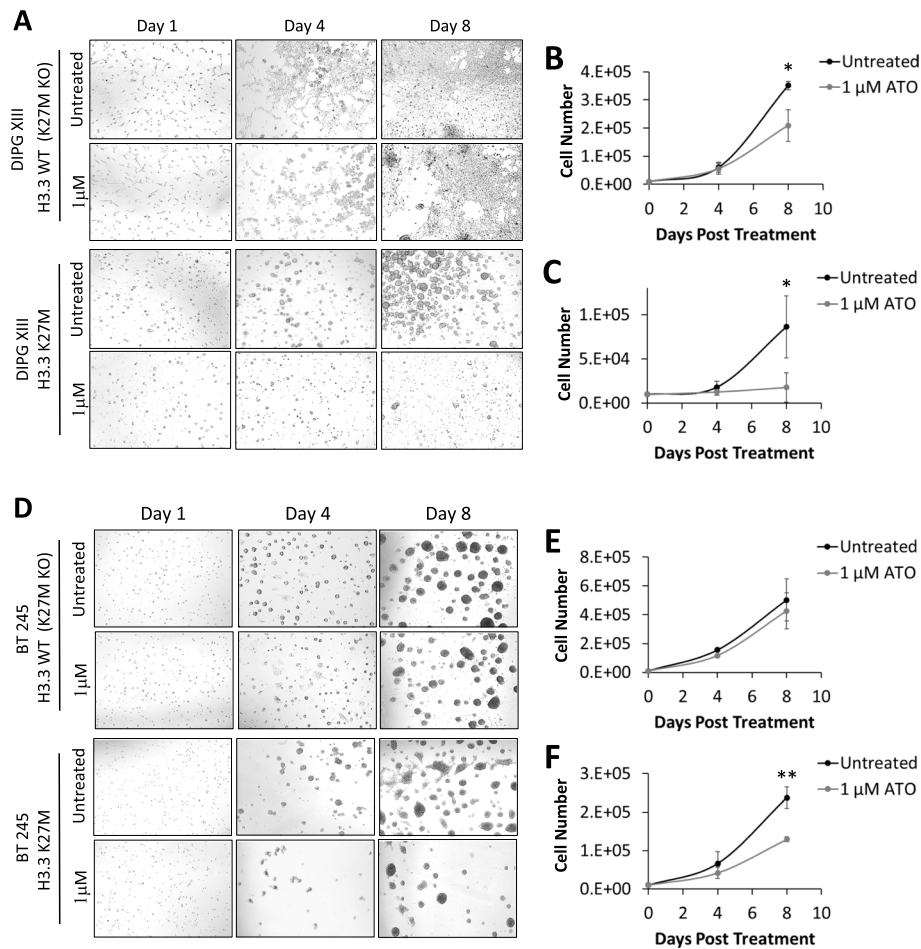 A
Day 1
Day 4
Day 8
DIPG XIII
H3.3 WT (K27M KO)
Untreated
1 µM
DIPG XIII
H3.3 K27M
Untreated
1µM
B
Untreated
1 µM ATO
*
Cell Number
4.E+05
3.E+05
2.E+05
1.E+05
0.E+00
0 2 4 6 8 10
Days Post Treatment
C
Untreated
1 µM ATO
*
Cell Number
1.E+05
5.E+04
0.E+00
0 2 4 6 8 10
Days Post Treatment
D
Day 1
Day 4
Day 8
BT 245
H3.3 WT (K27M KO)
Untreated
1µM
BT 245
H3.3 K27M
Untreated
1µM
E
Untreated
1 µM ATO
Cell Number
8.E+05
6.E+05
4.E+05
2.E+05
0.E+00
0 2 4 6 8 10
Days Post Treatment
F
Untreated
1 µM ATO
**
Cell Number
3.E+05
2.E+05
1.E+05
0.E+00
0 2 4 6 8 10
Days Post Treatment